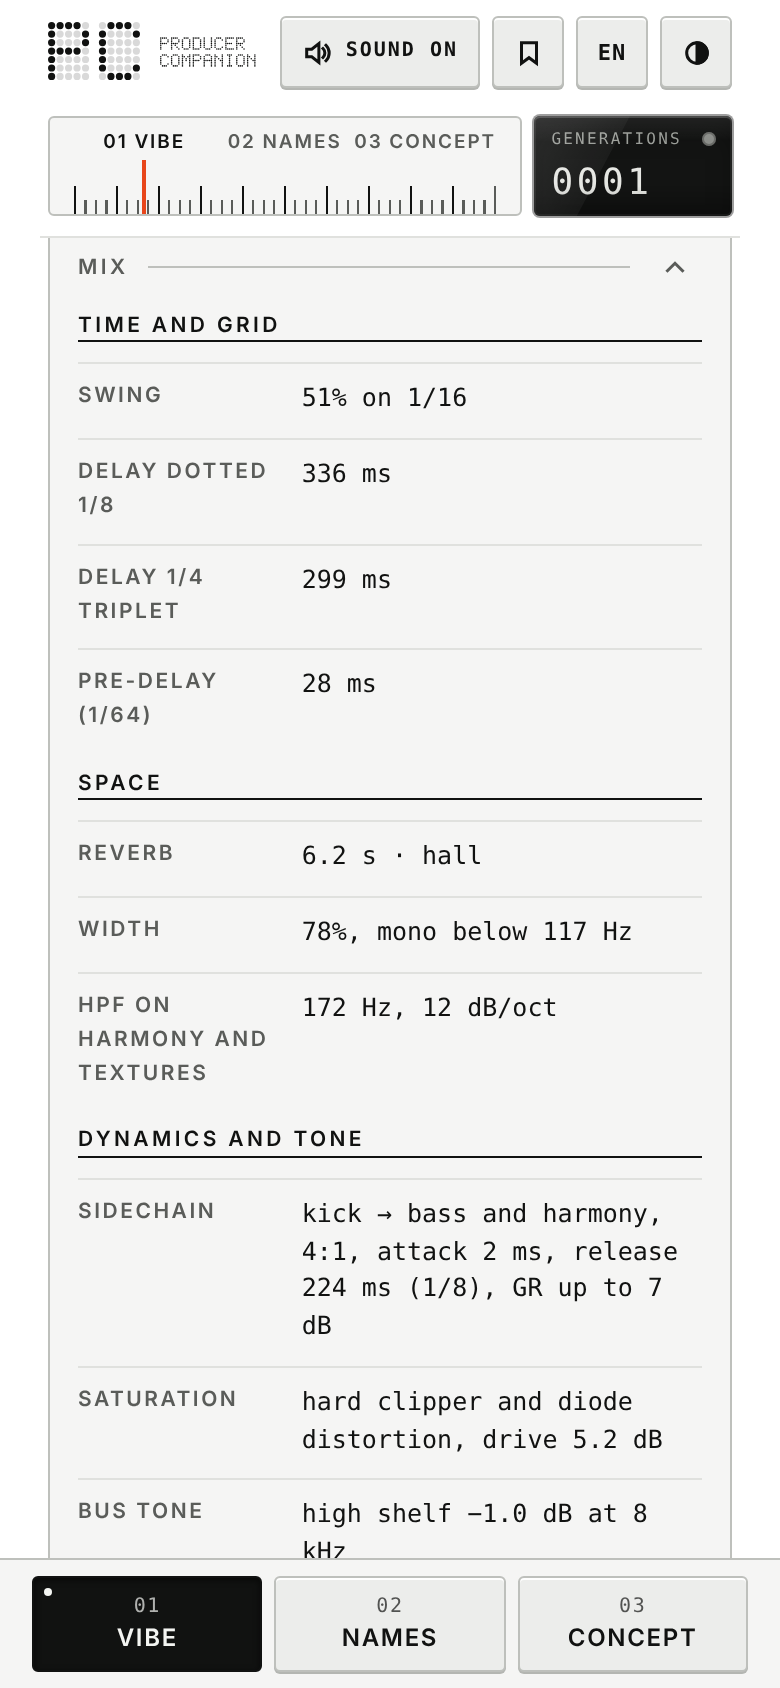 PC
PRODUCER
COMPANION
SOUND ON
EN
01 VIBE
02 NAMES
03 CONCEPT
GENERATIONS
0001
MIX
TIME AND GRID
SWING
51% on 1/16
DELAY DOTTED
1/8
336 ms
DELAY 1/4
TRIPLET
299 ms
PRE-DELAY
(1/64)
28 ms
SPACE
REVERB
6.2 s · hall
WIDTH
78%, mono below 117 Hz
HPF ON
HARMONY AND
TEXTURES
172 Hz, 12 dB/oct
DYNAMICS AND TONE
SIDECHAIN
kick → bass and harmony,
4:1, attack 2 ms, release
224 ms (1/8), GR up to 7
dB
SATURATION
hard clipper and diode
distortion, drive 5.2 dB
BUS TONE
high shelf −1.0 dB at 8
kHz
01
VIBE
02
NAMES
03
CONCEPT